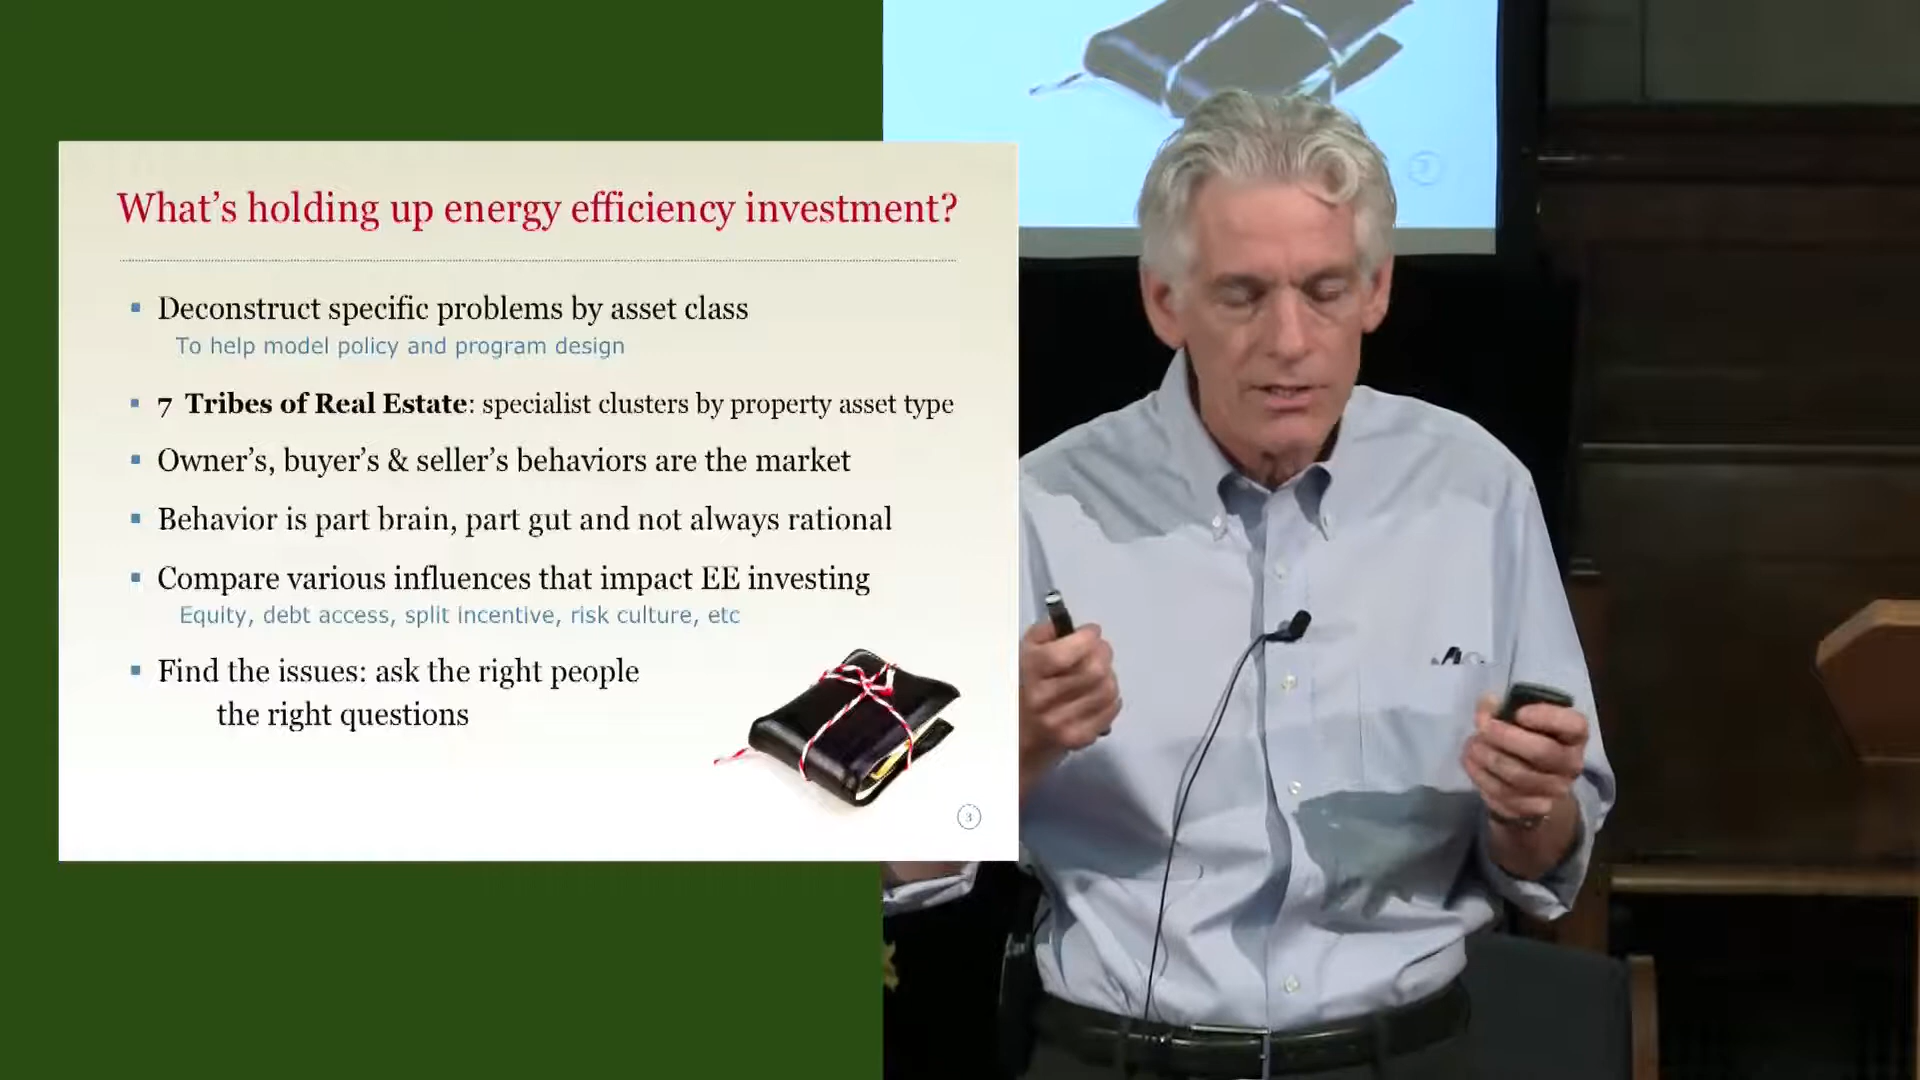 What's holding up energy efficiency investment?
▪ Deconstruct specific problems by asset class
To help model policy and program design
▪ 7 Tribes of Real Estate: specialist clusters by property asset type
▪ Owner's, buyer's & seller's behaviors are the market
▪ Behavior is part brain, part gut and not always rational
▪ Compare various influences that impact EE investing
Equity, debt access, split incentive, risk culture, etc
▪ Find the issues: ask the right people
the right questions
3